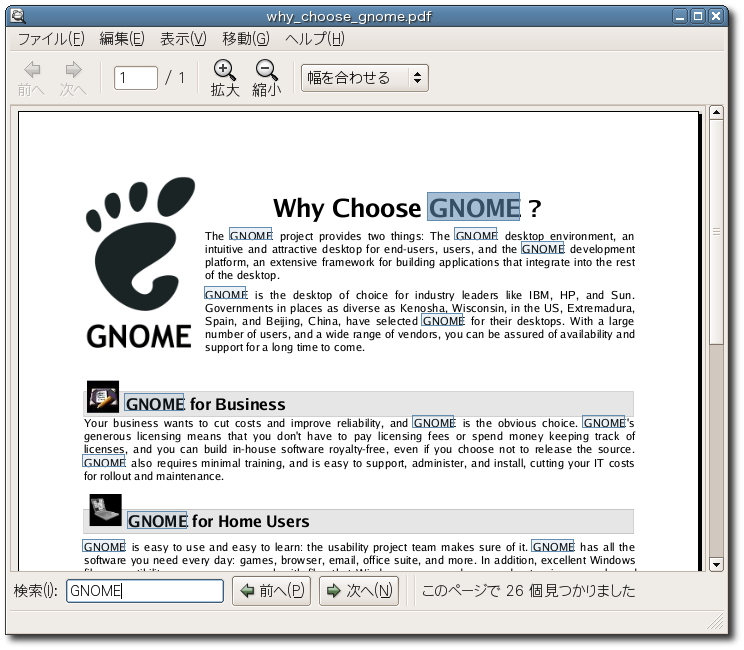 why_choose_gnome.pdf
ファイル(F) 編集(E) 表示(V) 移動(G) ヘルプ(H)
前へ 次へ 1 / 1 拡大 縮小 幅を合わせる
Why Choose GNOME ?
The GNOME project provides two things: The GNOME desktop environment, an
intuitive and attractive desktop for end-users, users, and the GNOME development
platform, an extensive framework for building applications that integrate into the rest
of the desktop.
GNOME is the desktop of choice for industry leaders like IBM, HP, and Sun.
Governments in places as diverse as Kenosha, Wisconsin, in the US, Extremadura,
Spain, and Beijing, China, have selected GNOME for their desktops. With a large
number of users, and a wide range of vendors, you can be assured of availability and
support for a long time to come.
GNOME
GNOME for Business
Your business wants to cut costs and improve reliability, and GNOME is the obvious choice. GNOME's
generous licensing means that you don't have to pay licensing fees or spend money keeping track of
licenses, and you can build in-house software royalty-free, even if you choose not to release the source.
GNOME also requires minimal training, and is easy to support, administer, and install, cutting your IT costs
for rollout and maintenance.
GNOME for Home Users
GNOME is easy to use and easy to learn: the usability project team makes sure of it. GNOME has all the
software you need every day: games, browser, email, office suite, and more. In addition, excellent Windows
検索(I): GNOME 前へ(P) 次へ(N) このページで 26 個見つかりました